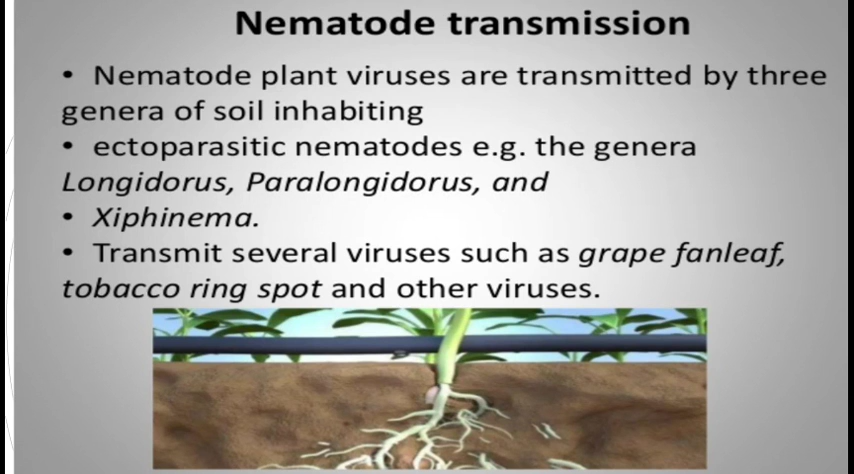 Nematode transmission
• Nematode plant viruses are transmitted by three
genera of soil inhabiting
• ectoparasitic nematodes e.g. the genera
Longidorus, Paralongidorus, and
• Xiphinema.
• Transmit several viruses such as grape fanleaf,
tobacco ring spot and other viruses.